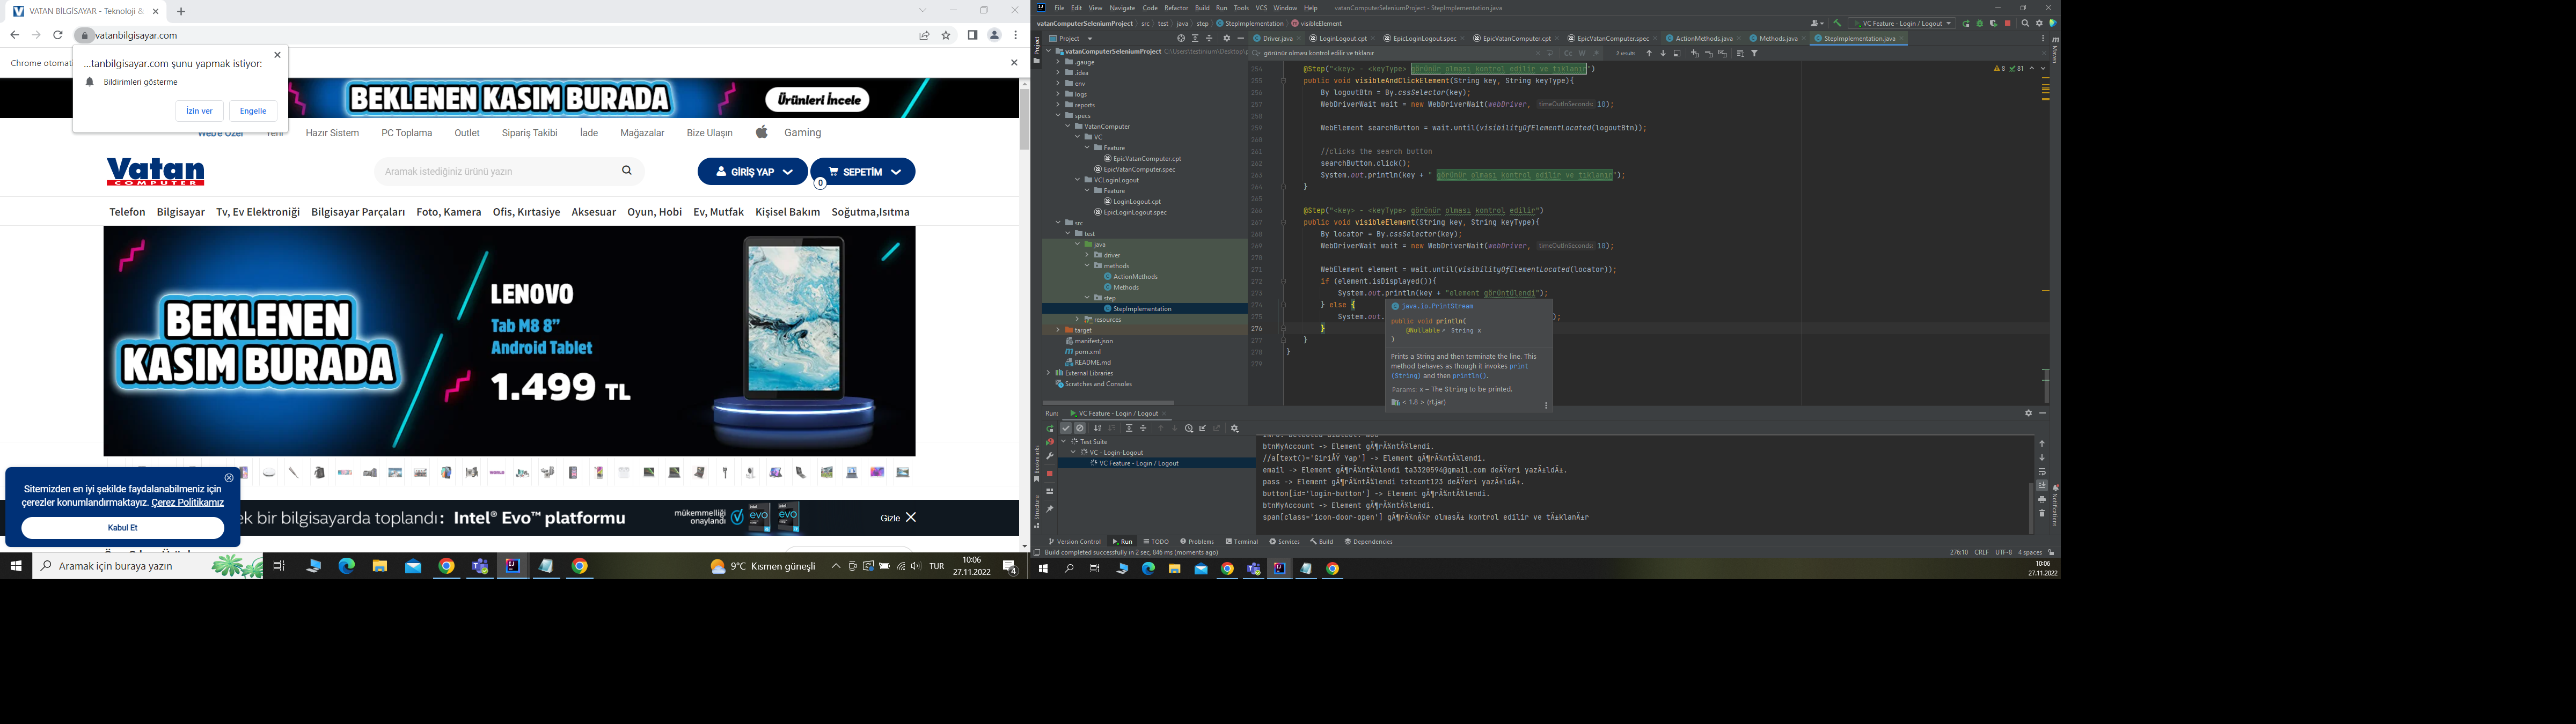 VATAN BİLGİSAYAR - Teknoloji &
vatanbilgisayar.com
Chrome otomat
...tanbilgisayar.com şunu yapmak istiyor:
Bildirimleri gösterme
İzin ver
Engelle
BEKLENEN KASIM BURADA
Ürünleri İncele
Web'e Özel Yeni Hazır Sistem PC Toplama Outlet Sipariş Takibi İade Mağazalar Bize Ulaşın Gaming
Vatan
COMPUTER
Aramak istediğiniz ürünü yazın
GİRİŞ YAP
0
SEPETİM
Telefon Bilgisayar Tv, Ev Elektroniği Bilgisayar Parçaları Foto, Kamera Ofis, Kırtasiye Aksesuar Oyun, Hobi Ev, Mutfak Kişisel Bakım Soğutma,Isıtma
BEKLENEN
KASIM BURADA
LENOVO
Tab M8 8"
Android Tablet
1.499 TL
Sitemizden en iyi şekilde faydalanabilmeniz için
çerezler konumlandırmaktayız. Çerez Politikamız
Kabul Et
ek bir bilgisayarda toplandı: Intel® Evo™ platformu
mükemmelliği
onaylandı
evo
evo
Gizle
Aramak için buraya yazın
9°C Kısmen güneşli
TUR
10:06
27.11.2022
4
File Edit View Navigate Code Refactor Build Run Tools VCS Window Help vatanComputerSeleniumProject - StepImplementation.java
vatanComputerSeleniumProject src test java step StepImplementation visibleElement
VC Feature - Login / Logout
Project
Driver.java LoginLogout.cpt EpicLoginLogout.spec EpicVatanComputer.cpt EpicVatanComputer.spec ActionMethods.java Methods.java StepImplementation.java
görünür olması kontrol edilir ve tıklanır
Cc W
2 results
vatanComputerSeleniumProject C:\Users\testinium\Desktop\
.gauge
.idea
env
logs
reports
specs
VatanComputer
VC
Feature
EpicVatanComputer.cpt
EpicVatanComputer.spec
VCLoginLogout
Feature
LoginLogout.cpt
EpicLoginLogout.spec
src
test
java
driver
methods
ActionMethods
Methods
step
StepImplementation
resources
target
manifest.json
pom.xml
README.md
External Libraries
Scratches and Consoles
8 81
254 @Step("<key> - <keyType> görünür olması kontrol edilir ve tıklanır")
255 public void visibleAndClickElement(String key, String keyType){
256 By logoutBtn = By.cssSelector(key);
257 WebDriverWait wait = new WebDriverWait(webDriver, timeOutInSeconds: 10);
258
259 WebElement searchButton = wait.until(visibilityOfElementLocated(logoutBtn));
260
261 //clicks the search button
262 searchButton.click();
263 System.out.println(key + " görünür olması kontrol edilir ve tıklanır");
264 }
265
266 @Step("<key> - <keyType> görünür olması kontrol edilir")
267 public void visibleElement(String key, String keyType){
268 By locator = By.cssSelector(key);
269 WebDriverWait wait = new WebDriverWait(webDriver, timeOutInSeconds: 10);
270
271 WebElement element = wait.until(visibilityOfElementLocated(locator));
272 if (element.isDisplayed()){
273 System.out.println(key + "element görüntülendi");
274 } else {
275 System.out. );
276 }
277 }
278 }
279
java.io.PrintStream
public void println(
@Nullable String x
)
Prints a String and then terminate the line. This
method behaves as though it invokes print
(String) and then println().
Params: x – The String to be printed.
< 1.8 > (rt.jar)
Run: VC Feature - Login / Logout
Test Suite
VC - Login-Logout
VC Feature - Login / Logout
btnMyAccount -> Element gÃ¶rÃ¼ntÃ¼lendi.
//a[text()='GiriÅŸ Yap'] -> Element gÃ¶rÃ¼ntÃ¼lendi.
email -> Element gÃ¶rÃ¼ntÃ¼lendi ta3320594@gmail.com deÄŸeri yazÄ±ldÄ±.
pass -> Element gÃ¶rÃ¼ntÃ¼lendi tstccnt123 deÄŸeri yazÄ±ldÄ±.
button[id='login-button'] -> Element gÃ¶rÃ¼ntÃ¼lendi.
btnMyAccount -> Element gÃ¶rÃ¼ntÃ¼lendi.
span[class='icon-door-open'] gÃ¶rÃ¼nÃ¼r olmasÄ± kontrol edilir ve tÄ±klanÄ±r
Version Control Run TODO Problems Terminal Services Build Dependencies
Build completed successfully in 2 sec, 846 ms (moments ago)
276:10 CRLF UTF-8 4 spaces
Project
Bookmarks
Structure
Maven
Notifications
10:06
27.11.2022